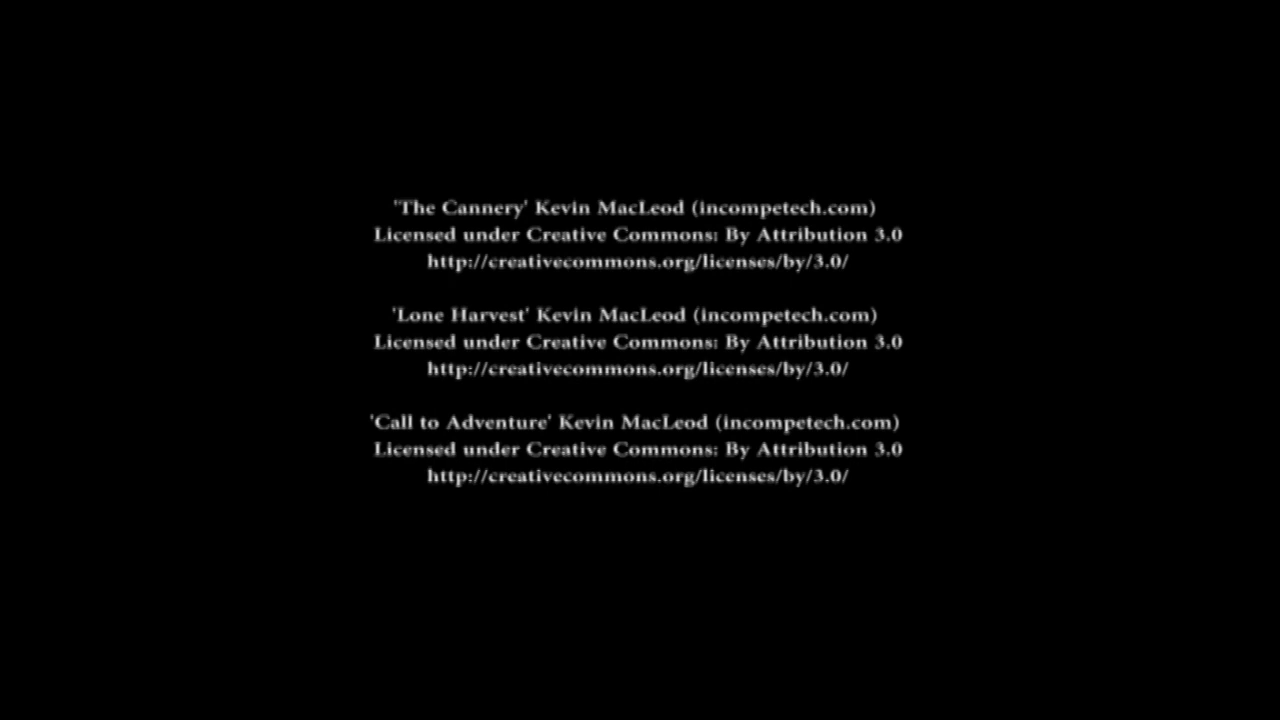 'The Cannery' Kevin MacLeod (incompetech.com)
Licensed under Creative Commons: By Attribution 3.0
http://creativecommons.org/licenses/by/3.0/
'Lone Harvest' Kevin MacLeod (incompetech.com)
Licensed under Creative Commons: By Attribution 3.0
http://creativecommons.org/licenses/by/3.0/
'Call to Adventure' Kevin MacLeod (incompetech.com)
Licensed under Creative Commons: By Attribution 3.0
http://creativecommons.org/licenses/by/3.0/